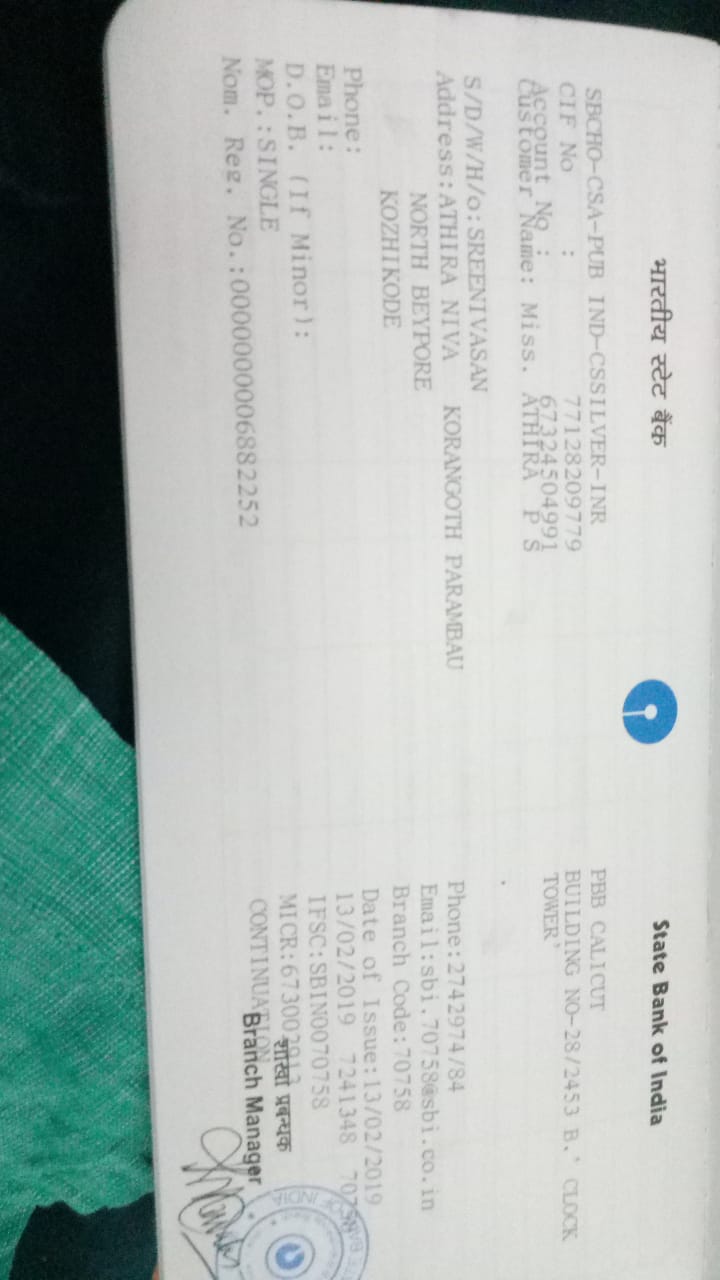 भारतीय स्टेट बैंक
State Bank of India
SBCHO-CSA-PUB IND-CSSILVER-INR
CIF No : 77128209779
Account No : 67324504991
Customer Name: Miss. ATHIRA P S
S/D/W/H/o:SREENIVASAN
Address:ATHIRA NIVA KORANGOTH PARAMBAU
NORTH BEYPORE
KOZHIKODE
Phone:
Email:
D.O.B. (If Minor):
MOP.:SINGLE
Nom. Reg. No.:0000000006882252
PBB CALICUT
BUILDING NO-28/2453 B.' CLOCK
TOWER'
Phone:2742974/84
Email:sbi.70758@sbi.co.in
Branch Code:70758
Date of Issue:13/02/2019
13/02/2019 7241348
IFSC:SBIN0070758
MICR:673002913
CONTINUATION
शाखा प्रबन्धक
Branch Manager